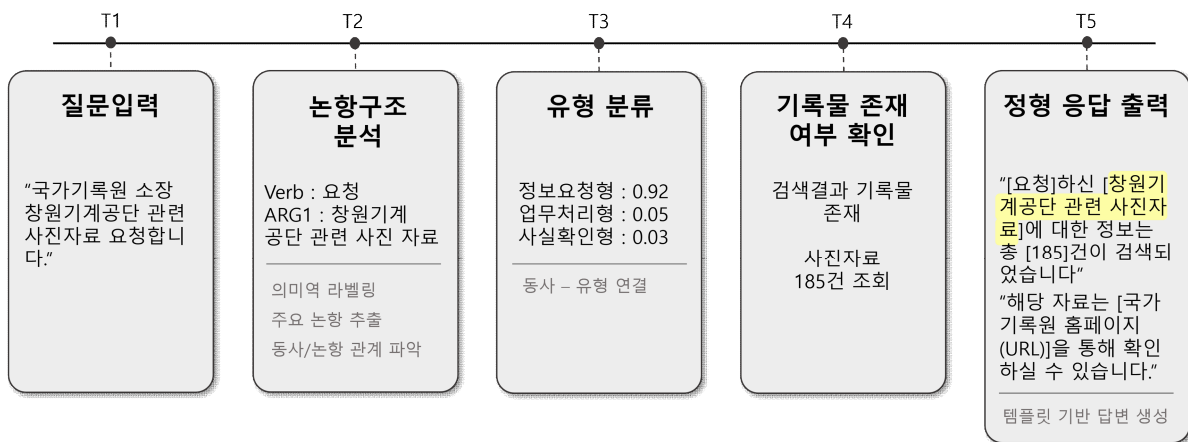 T1
T2
T3
T4
T5
질문입력
“국가기록원 소장
창원기계공단 관련
사진자료 요청합니
다.”
논항구조
분석
Verb : 요청
ARG1 : 창원기계
공단 관련 사진 자료
의미역 라벨링
주요 논항 추출
동사/논항 관계 파악
유형 분류
정보요청형 : 0.92
업무처리형 : 0.05
사실확인형 : 0.03
동사 – 유형 연결
기록물 존재
여부 확인
검색결과 기록물
존재
사진자료
185건 조회
정형 응답 출력
“[요청]하신 [창원기
계공단 관련 사진자
료]에 대한 정보는
총 [185]건이 검색되
었습니다”
“해당 자료는 [국가
기록원 홈페이지
(URL)]을 통해 확인
하실 수 있습니다.”
템플릿 기반 답변 생성